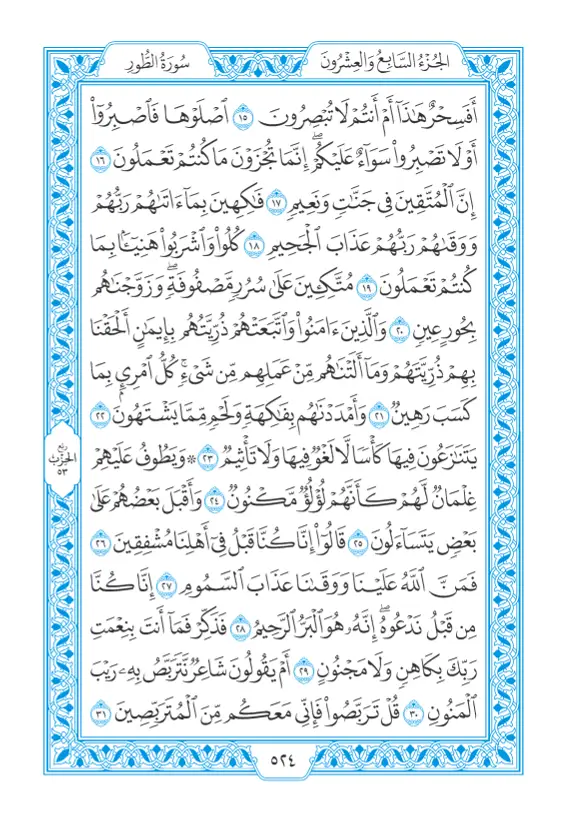 الجُزْءُ السَّابِعُ وَالعِشْرُونَ
سُورَةُ الطُّورِ
أَفَسِحْرٌ هَٰذَآ أَمْ أَنتُمْ لَا تُبْصِرُونَ ١٥ ٱصْلَوْهَا فَٱصْبِرُوٓا۟
أَوْ لَا تَصْبِرُوا۟ سَوَآءٌ عَلَيْكُمْ ۖ إِنَّمَا تُجْزَوْنَ مَا كُنتُمْ تَعْمَلُونَ ١٦
إِنَّ ٱلْمُتَّقِينَ فِى جَنَّٰتٍ وَنَعِيمٍ ١٧ فَٰكِهِينَ بِمَآ ءَاتَىٰهُمْ رَبُّهُمْ
وَوَقَىٰهُمْ رَبُّهُمْ عَذَابَ ٱلْجَحِيمِ ١٨ كُلُوا۟ وَٱشْرَبُوا۟ هَنِيٓـًٔۢا بِمَا
كُنتُمْ تَعْمَلُونَ ١٩ مُتَّكِـِٔينَ عَلَىٰ سُرُرٍ مَّصْفُوفَةٍ ۖ وَزَوَّجْنَٰهُم
بِحُورٍ عِينٍ ٢٠ وَٱلَّذِينَ ءَامَنُوا۟ وَٱتَّبَعَتْهُمْ ذُرِّيَّتُهُم بِإِيمَٰنٍ أَلْحَقْنَا
بِهِمْ ذُرِّيَّتَهُمْ وَمَآ أَلَتْنَٰهُم مِّنْ عَمَلِهِم مِّن شَىْءٍ ۚ كُلُّ ٱمْرِئٍۭ بِمَا
كَسَبَ رَهِينٌ ٢١ وَأَمْدَدْنَٰهُم بِفَٰكِهَةٍ وَلَحْمٍ مِّمَّا يَشْتَهُونَ ٢٢
يَتَنَٰزَعُونَ فِيهَا كَأْسًا لَّا لَغْوٌ فِيهَا وَلَا تَأْثِيمٌ ٢٣ ۞ وَيَطُوفُ عَلَيْهِمْ
غِلْمَانٌ لَّهُمْ كَأَنَّهُمْ لُؤْلُؤٌ مَّكْنُونٌ ٢٤ وَأَقْبَلَ بَعْضُهُمْ عَلَىٰ
بَعْضٍ يَتَسَآءَلُونَ ٢٥ قَالُوٓا۟ إِنَّا كُنَّا قَبْلُ فِىٓ أَهْلِنَا مُشْفِقِينَ ٢٦
فَمَنَّ ٱللَّهُ عَلَيْنَا وَوَقَىٰنَا عَذَابَ ٱلسَّمُومِ ٢٧ إِنَّا كُنَّا
مِن قَبْلُ نَدْعُوهُ ۖ إِنَّهُۥ هُوَ ٱلْبَرُّ ٱلرَّحِيمُ ٢٨ فَذَكِّرْ فَمَآ أَنتَ بِنِعْمَتِ
رَبِّكَ بِكَاهِنٍ وَلَا مَجْنُونٍ ٢٩ أَمْ يَقُولُونَ شَاعِرٌ نَّتَرَبَّصُ بِهِۦ رَيْبَ
ٱلْمَنُونِ ٣٠ قُلْ تَرَبَّصُوا۟ فَإِنِّى مَعَكُم مِّنَ ٱلْمُتَرَبِّصِينَ ٣١
ربع
الحزب
٥٣
٥٢٤